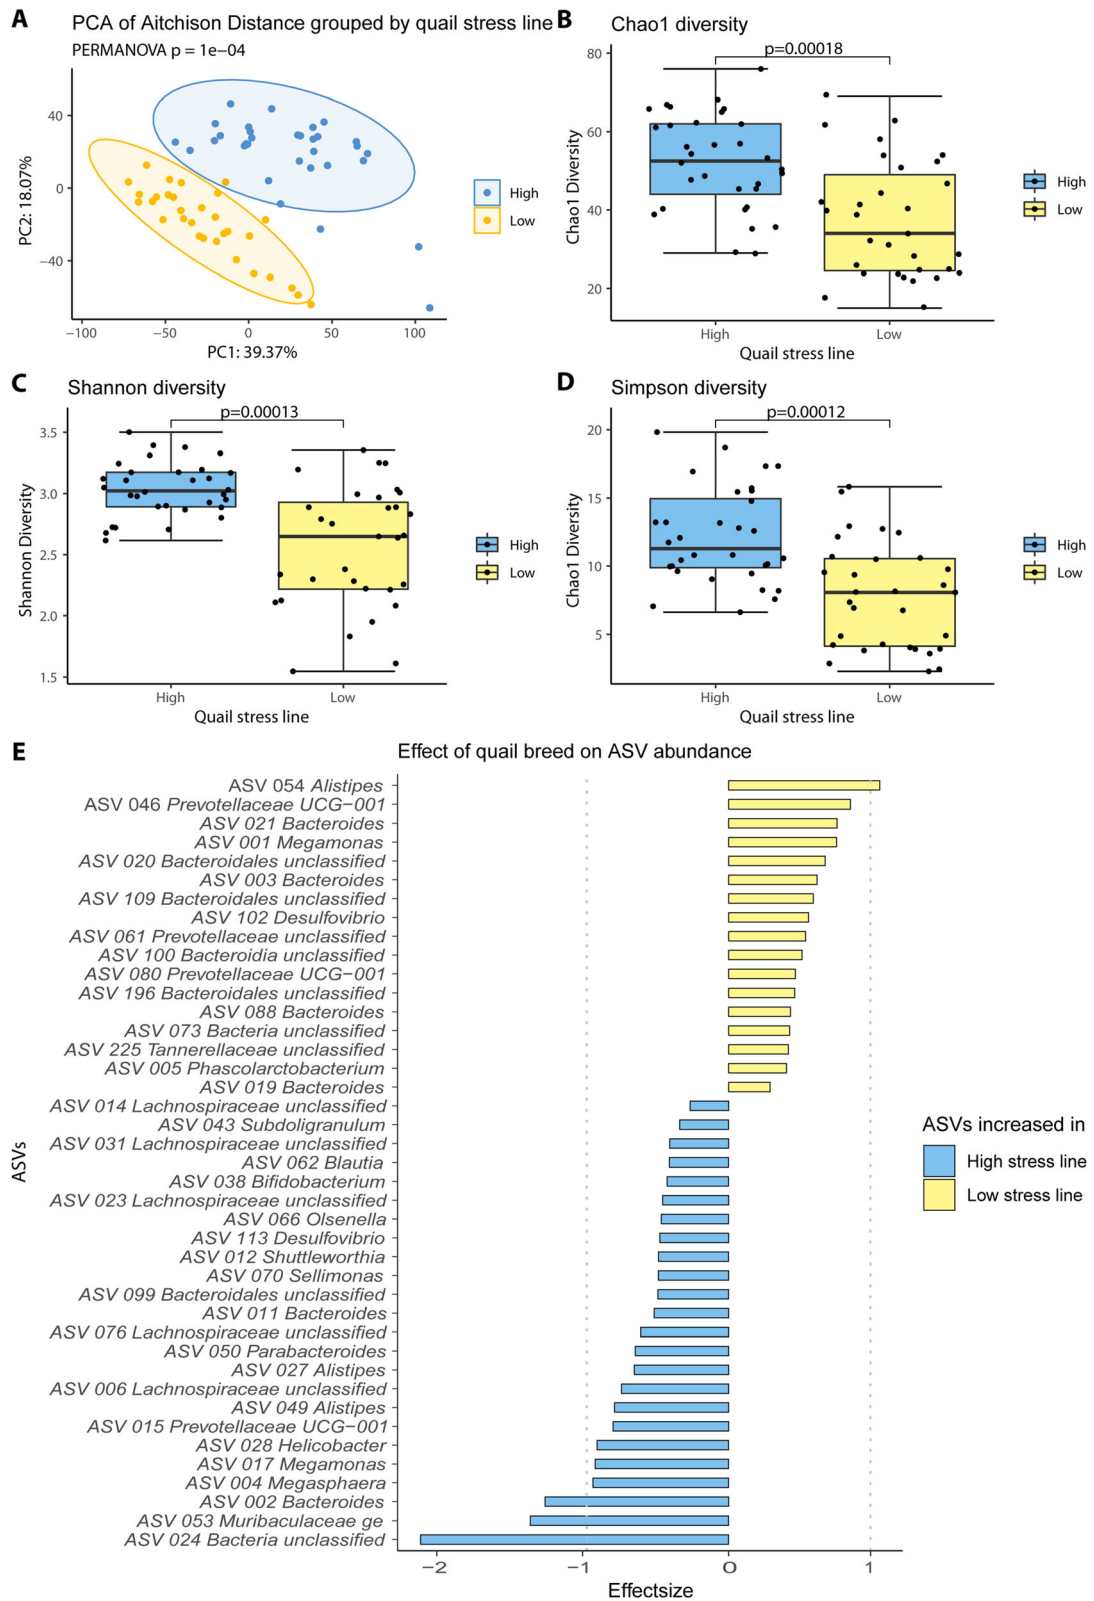 A
PCA of Aitchison Distance grouped by quail stress line
PERMANOVA p = 1e−04
PC2: 18.07%
40
0
−40
−100
−50
0
50
100
PC1: 39.37%
High
Low
B
Chao1 diversity
p=0.00018
Chao1 Diversity
80
60
40
20
High
Low
Quail stress line
High
Low
C
Shannon diversity
p=0.00013
Shannon Diversity
3.5
3.0
2.5
2.0
1.5
High
Low
Quail stress line
High
Low
D
Simpson diversity
p=0.00012
Chao1 Diversity
20
15
10
5
High
Low
Quail stress line
High
Low
E
Effect of quail breed on ASV abundance
ASVs
ASV 054 Alistipes
ASV 046 Prevotellaceae UCG−001
ASV 021 Bacteroides
ASV 001 Megamonas
ASV 020 Bacteroidales unclassified
ASV 003 Bacteroides
ASV 109 Bacteroidales unclassified
ASV 102 Desulfovibrio
ASV 061 Prevotellaceae unclassified
ASV 100 Bacteroidia unclassified
ASV 080 Prevotellaceae UCG−001
ASV 196 Bacteroidales unclassified
ASV 088 Bacteroides
ASV 073 Bacteria unclassified
ASV 225 Tannerellaceae unclassified
ASV 005 Phascolarctobacterium
ASV 019 Bacteroides
ASV 014 Lachnospiraceae unclassified
ASV 043 Subdoligranulum
ASV 031 Lachnospiraceae unclassified
ASV 062 Blautia
ASV 038 Bifidobacterium
ASV 023 Lachnospiraceae unclassified
ASV 066 Olsenella
ASV 113 Desulfovibrio
ASV 012 Shuttleworthia
ASV 070 Sellimonas
ASV 099 Bacteroidales unclassified
ASV 011 Bacteroides
ASV 076 Lachnospiraceae unclassified
ASV 050 Parabacteroides
ASV 027 Alistipes
ASV 006 Lachnospiraceae unclassified
ASV 049 Alistipes
ASV 015 Prevotellaceae UCG−001
ASV 028 Helicobacter
ASV 017 Megamonas
ASV 004 Megasphaera
ASV 002 Bacteroides
ASV 053 Muribaculaceae ge
ASV 024 Bacteria unclassified
−2
−1
0
1
Effectsize
ASVs increased in
High stress line
Low stress line